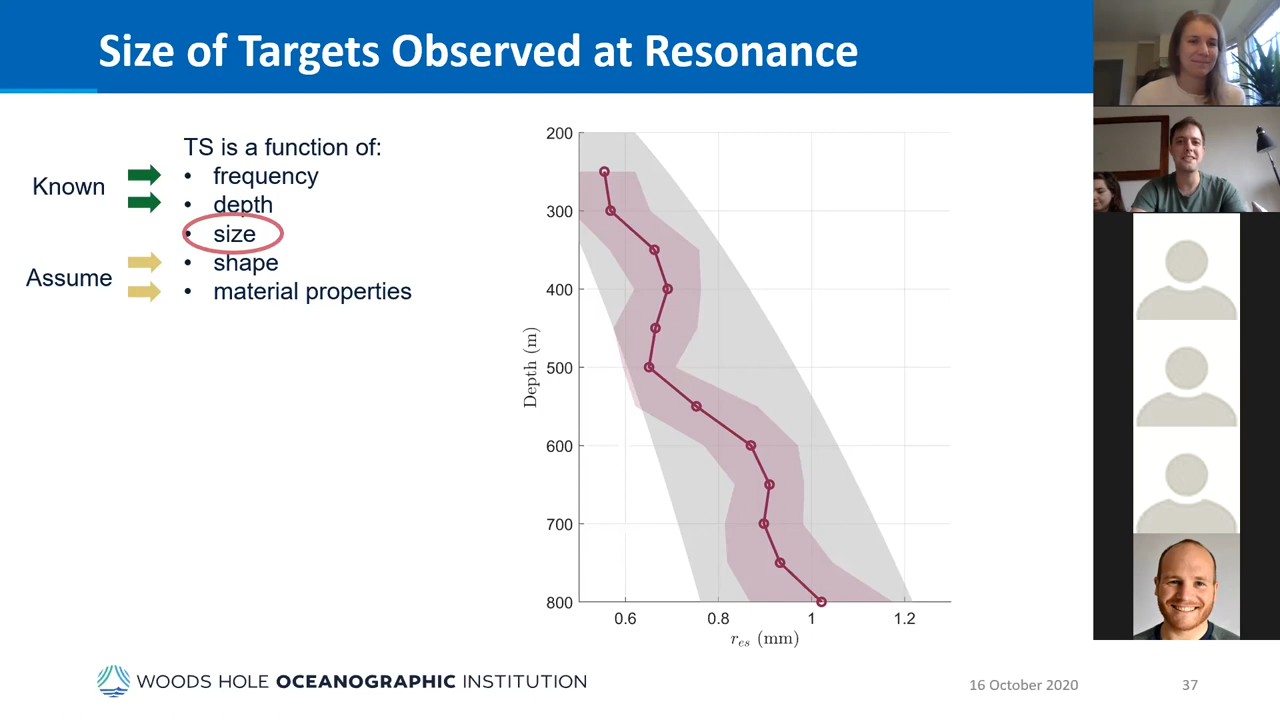 Size of Targets Observed at Resonance
TS is a function of:
Known
• frequency
• depth
• size
Assume
• shape
• material properties
200
300
400
500
600
700
800
Depth (m)
0.6 0.8 1 1.2
r_es (mm)
WOODS HOLE OCEANOGRAPHIC INSTITUTION
16 October 2020
37